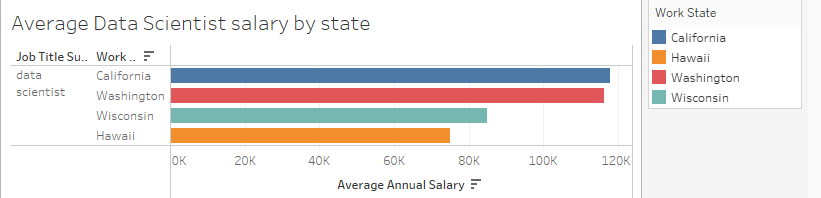 Average Data Scientist salary by state
Job Title Su.. Work ..
data scientist
California
Washington
Wisconsin
Hawaii
0K 20K 40K 60K 80K 100K 120K
Average Annual Salary
Work State
California
Hawaii
Washington
Wisconsin